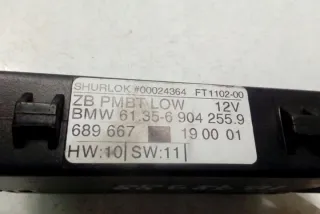 SHURLOK #00024364 FT1102-00
ZB PMBT LOW 12V
BMW 61.35-6 904 255.9
689 667 19 00 01
HW:10 SW:11